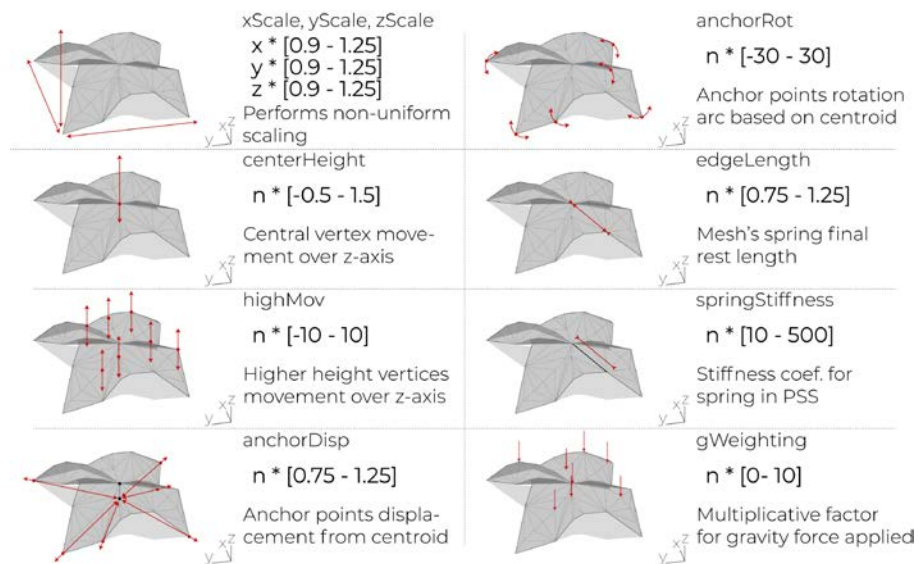 xScale, yScale, zScale
x * [0.9 - 1.25]
y * [0.9 - 1.25]
z * [0.9 - 1.25]
Performs non-uniform
scaling
y x z
anchorRot
n * [-30 - 30]
Anchor points rotation
arc based on centroid
y x z
centerHeight
n * [-0.5 - 1.5]
Central vertex move-
ment over z-axis
y x z
edgeLength
n * [0.75 - 1.25]
Mesh's spring final
rest length
y x z
highMov
n * [-10 - 10]
Higher height vertices
movement over z-axis
y x z
springStiffness
n * [10 - 500]
Stiffness coef. for
spring in PSS
y x z
anchorDisp
n * [0.75 - 1.25]
Anchor points displa-
cement from centroid
y x z
gWeighting
n * [0- 10]
Multiplicative factor
for gravity force applied
y x z